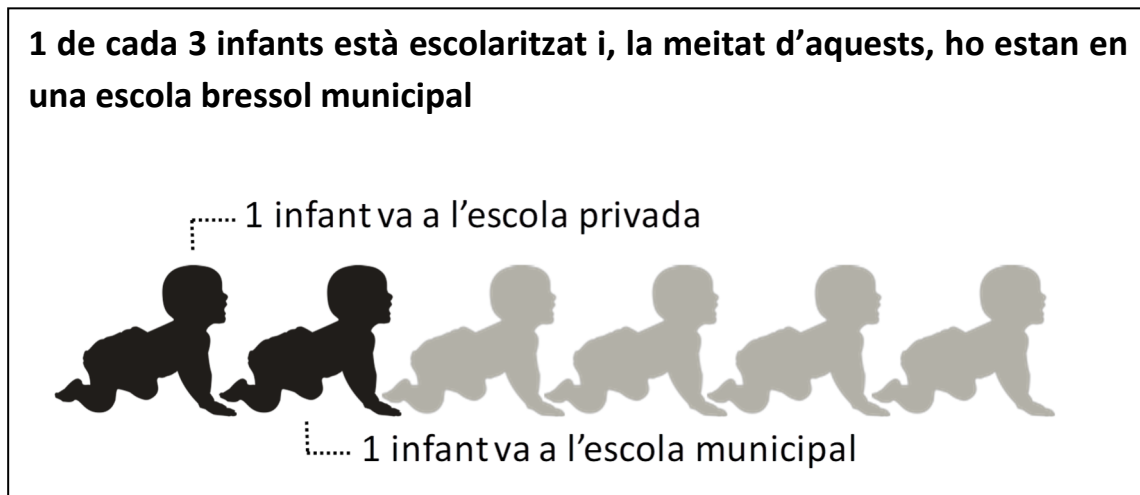 1 de cada 3 infants està escolaritzat i, la meitat d’aquests, ho estan en
una escola bressol municipal
1 infant va a l’escola privada
1 infant va a l’escola municipal